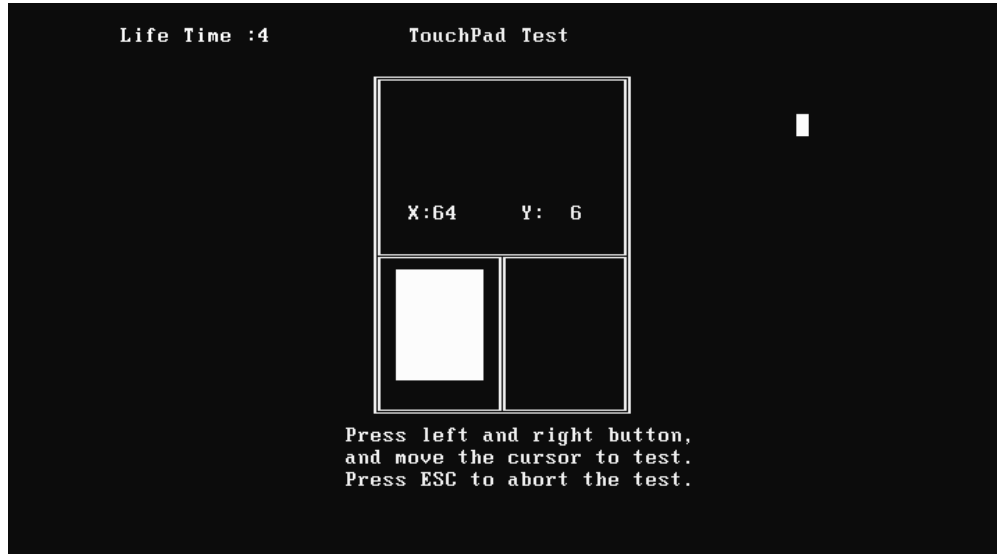 Life Time :4 TouchPad Test
X:64 Y: 6
Press left and right button,
and move the cursor to test.
Press ESC to abort the test.